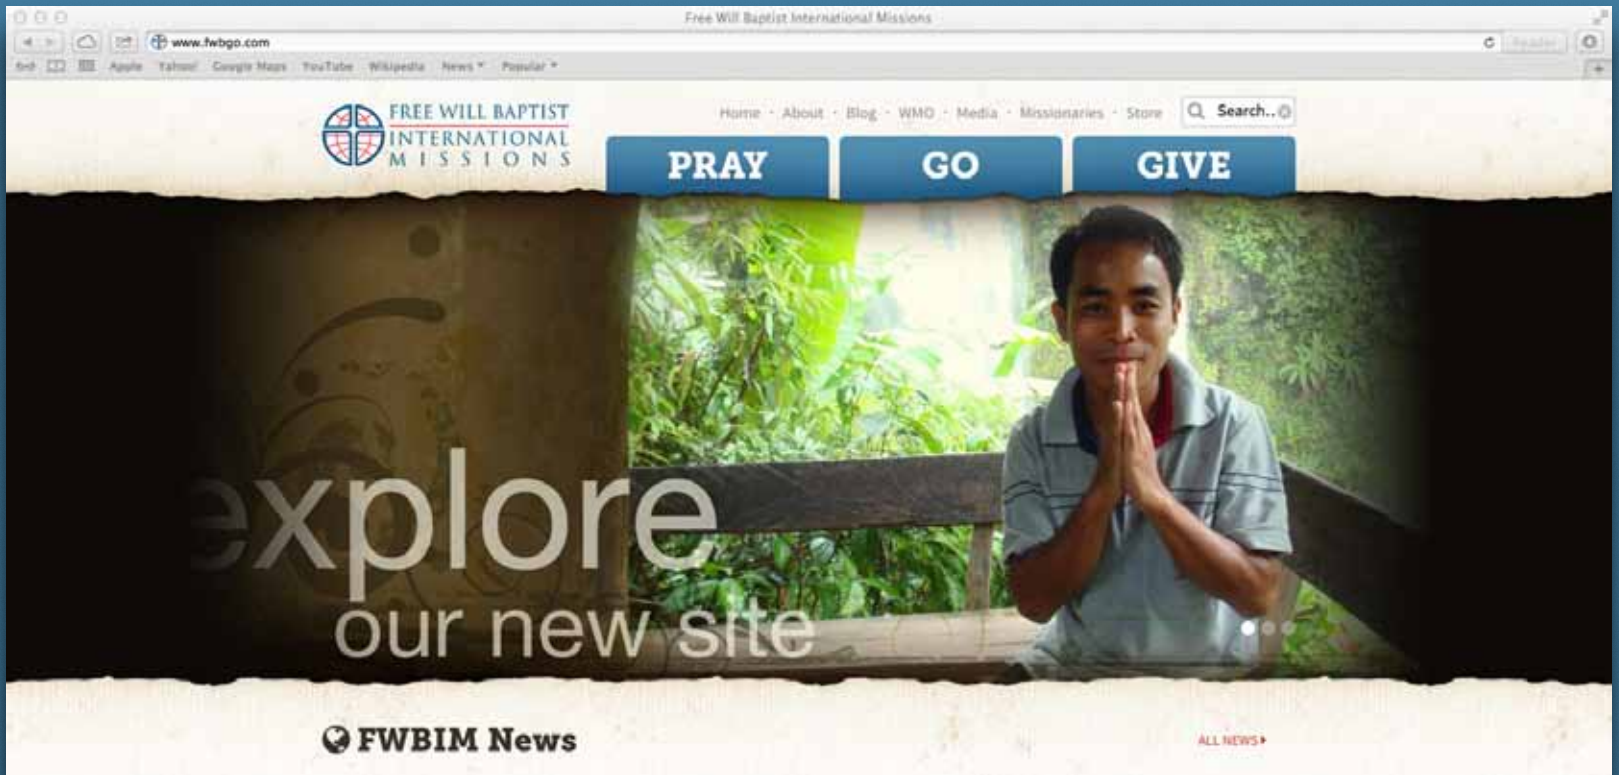 Free Will Baptist International Missions
www.fwbgo.com
Reader
Apple Yahoo! Google Maps YouTube Wikipedia News Popular
FREE WILL BAPTIST
INTERNATIONAL
MISSIONS
Home · About · Blog · WMO · Media · Missionaries · Store
Search...
PRAY GO GIVE
explore
our new site
FWBIM News
ALL NEWS